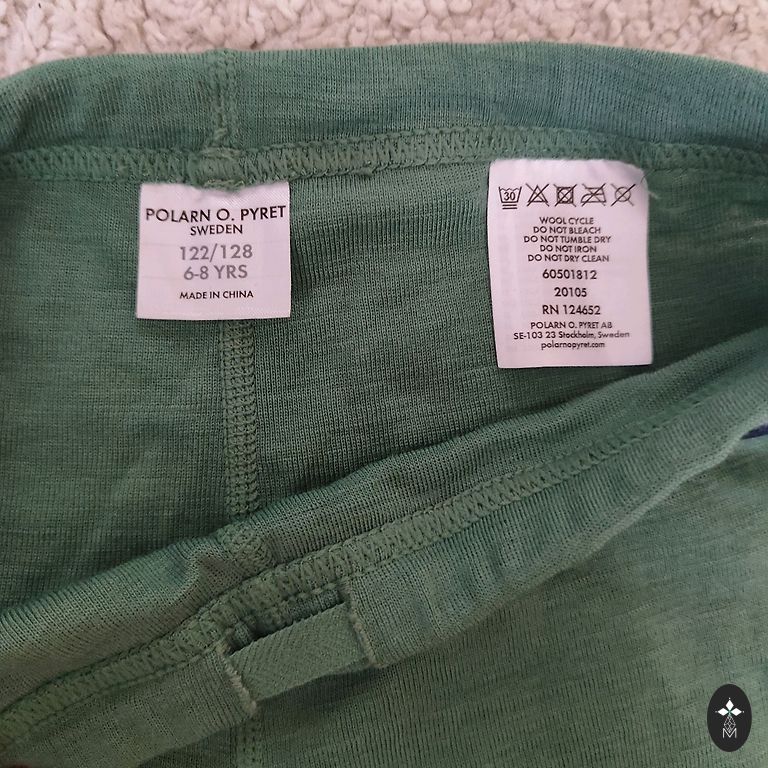 POLARN O. PYRET
SWEDEN
122/128
6-8 YRS
MADE IN CHINA
30
WOOL CYCLE
DO NOT BLEACH
DO NOT TUMBLE DRY
DO NOT IRON
DO NOT DRY CLEAN
60501812
20105
RN 124652
POLARN O. PYRET AB
SE-103 23 Stockholm, Sweden
polarnopyret.com
M